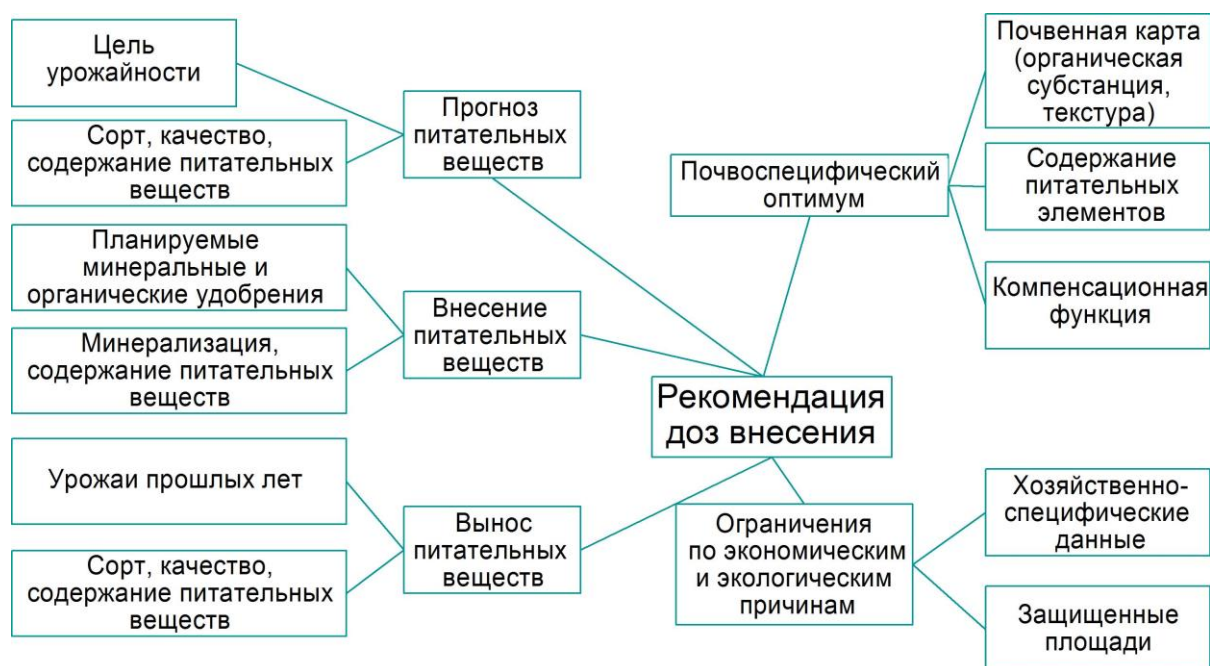 Цель
урожайности
Сорт, качество,
содержание питательных
веществ
Прогноз
питательных
веществ
Планируемые
минеральные и
органические удобрения
Минерализация,
содержание питательных
веществ
Внесение
питательных
веществ
Урожаи прошлых лет
Сорт, качество,
содержание питательных
веществ
Вынос
питательных
веществ
Рекомендация
доз внесения
Почвоспецифический
оптимум
Почвенная карта
(органическая
субстанция,
текстура)
Содержание
питательных
элементов
Компенсационная
функция
Ограничения
по экономическим
и экологическим
причинам
Хозяйственно-
специфические
данные
Защищенные
площади